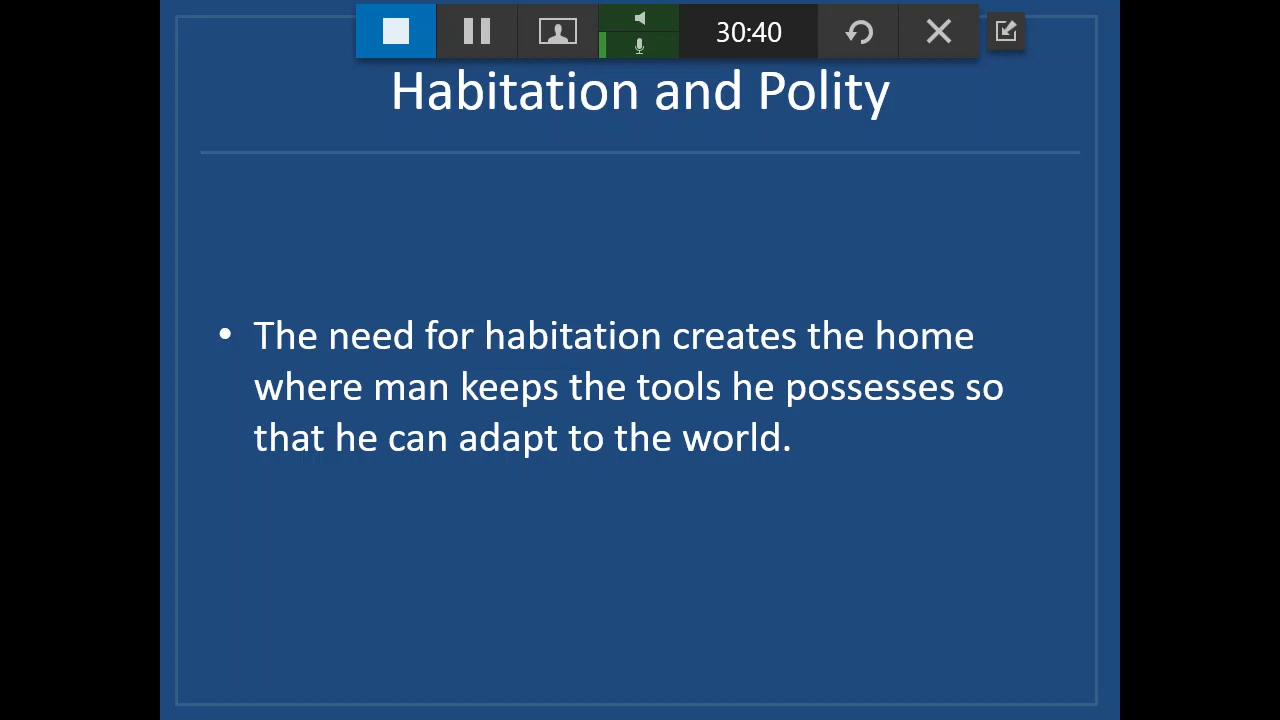 30:40
Habitation and Polity
• The need for habitation creates the home
where man keeps the tools he possesses so
that he can adapt to the world.